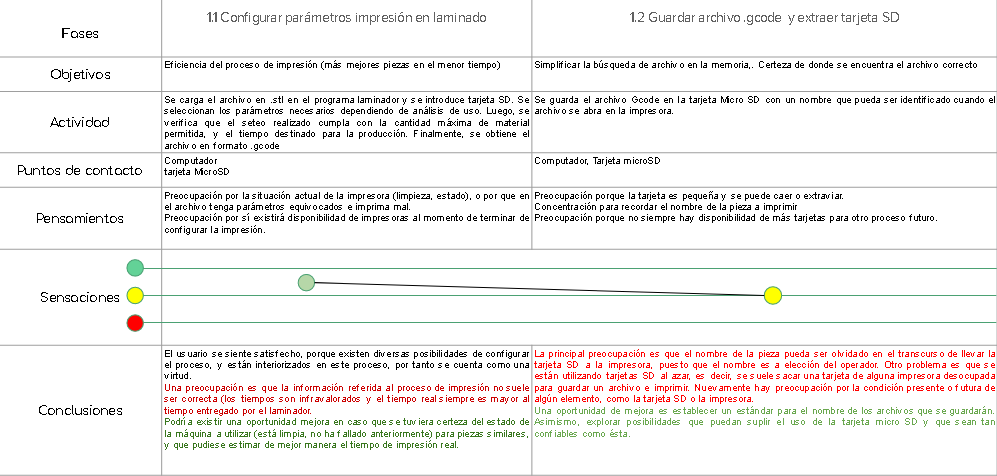 Fases
1.1 Configurar parámetros impresión en laminado
1.2 Guardar archivo .gcode y extraer tarjeta SD
Objetivos
Eficiencia del proceso de impresión (más mejores piezas en el menor tiempo)
Simplificar la búsqueda de archivo en la memoria,. Certeza de donde se encuentra el archivo correcto
Actividad
Se carga el archivo en .stl en el programa laminador y se introduce tarjeta SD. Se
seleccionan los parámetros necesarios dependiendo de análisis de uso. Luego, se
verifica que el seteo realizado cumpla con la cantidad máxima de material
permitida, y el tiempo destinado para la producción. Finalmente, se obtiene el
archivo en formato .gcode
Se guarda el archivo Gcode en la tarjeta Micro SD con un nombre que pueda ser identificado cuando el
archivo se abra en la impresora.
Puntos de contacto
Computador
tarjeta MicroSD
Computador, Tarjeta microSD
Pensamientos
Preocupación por la situación actual de la impresora (limpieza, estado), o por que en
el archivo tenga parámetros equivocados e imprima mal.
Preocupación por sí existirá disponibilidad de impresoras al momento de terminar de
configurar la impresión.
Preocupación porque la tarjeta es pequeña y se puede caer o extraviar.
Concentración para recordar el nombre de la pieza a imprimir
Preocupación porque no siempre hay disponibilidad de más tarjetas para otro proceso futuro.
Sensaciones
Conclusiones
El usuario se siente satisfecho, porque existen diversas posibilidades de configurar
el proceso, y están interiorizados en este proceso, por tanto se cuenta como una
virtud.
Una preocupación es que la información referida al proceso de impresión no suele
ser correcta (los tiempos son infravalorados y el tiempo real siempre es mayor al
tiempo entregado por el laminador.
Podría existir una oportunidad mejora en caso que se tuviera certeza del estado de
la máquina a utilizar (está limpia, no ha fallado anteriormente) para piezas similares,
y que pudiese estimar de mejor manera el tiempo de impresión real.
La principal preocupación es que el nombre de la pieza pueda ser olvidado en el transcurso de llevar la
tarjeta SD a la impresora, puesto que el nombre es a elección del operador. Otro problema es que se
están utilizando tarjetas SD al azar, es decir, se suele sacar una tarjeta de alguna impresora desocupada
para guardar un archivo e imprimir. Nuevamente hay preocupación por la condición presente o futura de
algún elemento, como la tarjeta SD o la impresora.
Una oportunidad de mejora es establecer un estándar para el nombre de los archivos que se guardarán.
Asimismo, explorar posibilidades que puedan suplir el uso de la tarjeta micro SD y que sean tan
confiables como ésta.